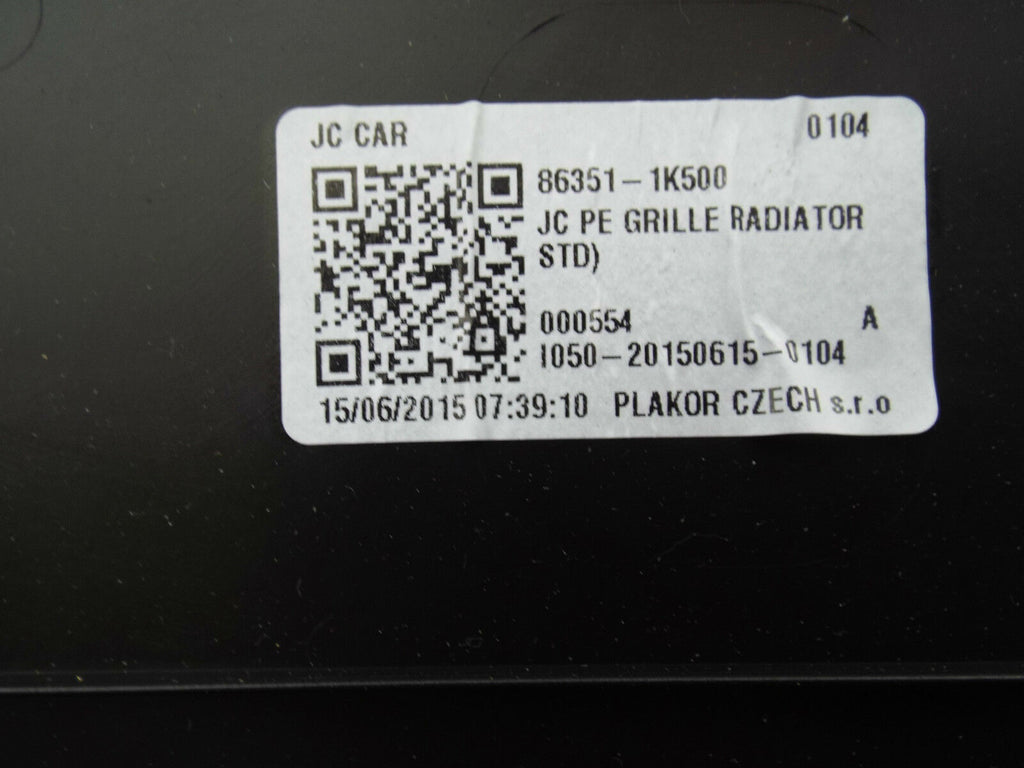 JC CAR 0104
86351-1K500
JC PE GRILLE RADIATOR
STD)
000554 A
I050-20150615-0104
15/06/2015 07:39:10 PLAKOR CZECH s.r.o